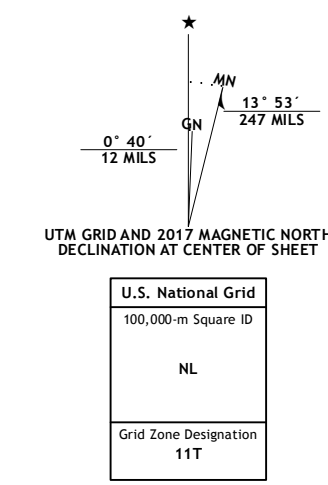 ★
MN
GN
13° 53´
247 MILS
0° 40´
12 MILS
UTM GRID AND 2017 MAGNETIC NORTH
DECLINATION AT CENTER OF SHEET
U.S. National Grid
100,000-m Square ID
NL
Grid Zone Designation
11T